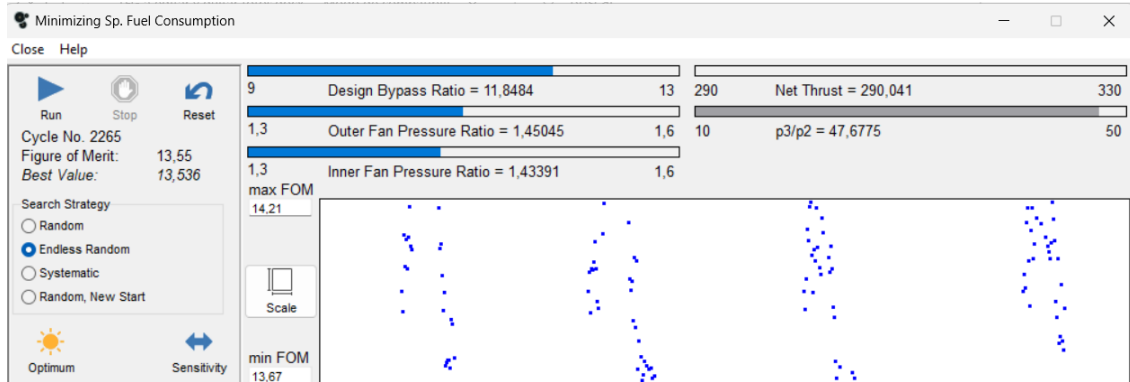 Minimizing Sp. Fuel Consumption
Close Help
Run Stop Reset
Cycle No. 2265
Figure of Merit: 13,55
Best Value: 13,536
Search Strategy
Random
Endless Random
Systematic
Random, New Start
Optimum Sensitivity
9 Design Bypass Ratio = 11,8484 13
1,3 Outer Fan Pressure Ratio = 1,45045 1,6
1,3 Inner Fan Pressure Ratio = 1,43391 1,6
290 Net Thrust = 290,041 330
10 p3/p2 = 47,6775 50
max FOM
14,21
Scale
min FOM
13,67